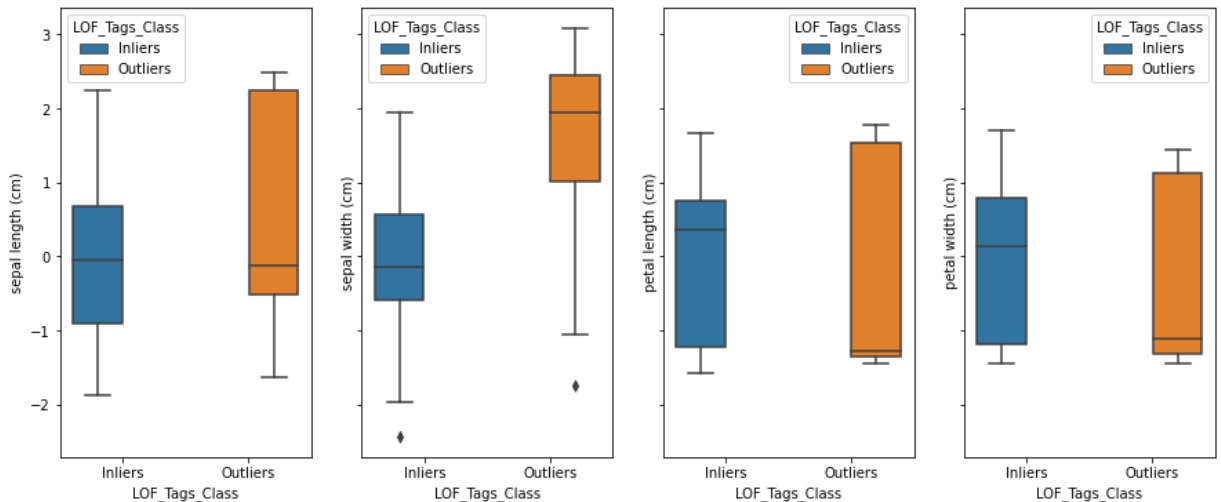 LOF_Tags_Class
Inliers
Outliers
3
2
1
0
−1
−2
sepal length (cm)
Inliers
Outliers
LOF_Tags_Class
LOF_Tags_Class
Inliers
Outliers
sepal width (cm)
Inliers
Outliers
LOF_Tags_Class
LOF_Tags_Class
Inliers
Outliers
petal length (cm)
Inliers
Outliers
LOF_Tags_Class
LOF_Tags_Class
Inliers
Outliers
petal width (cm)
Inliers
Outliers
LOF_Tags_Class